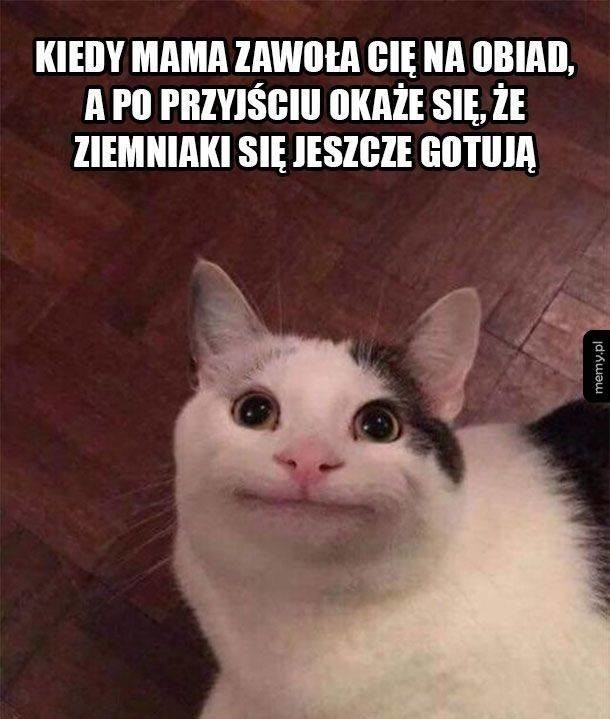 KIEDY MAMA ZAWOŁA CIĘ NA OBIAD,
A PO PRZYJŚCIU OKAŻE SIĘ, ŻE
ZIEMNIAKI SIĘ JESZCZE GOTUJĄ
memy.pl